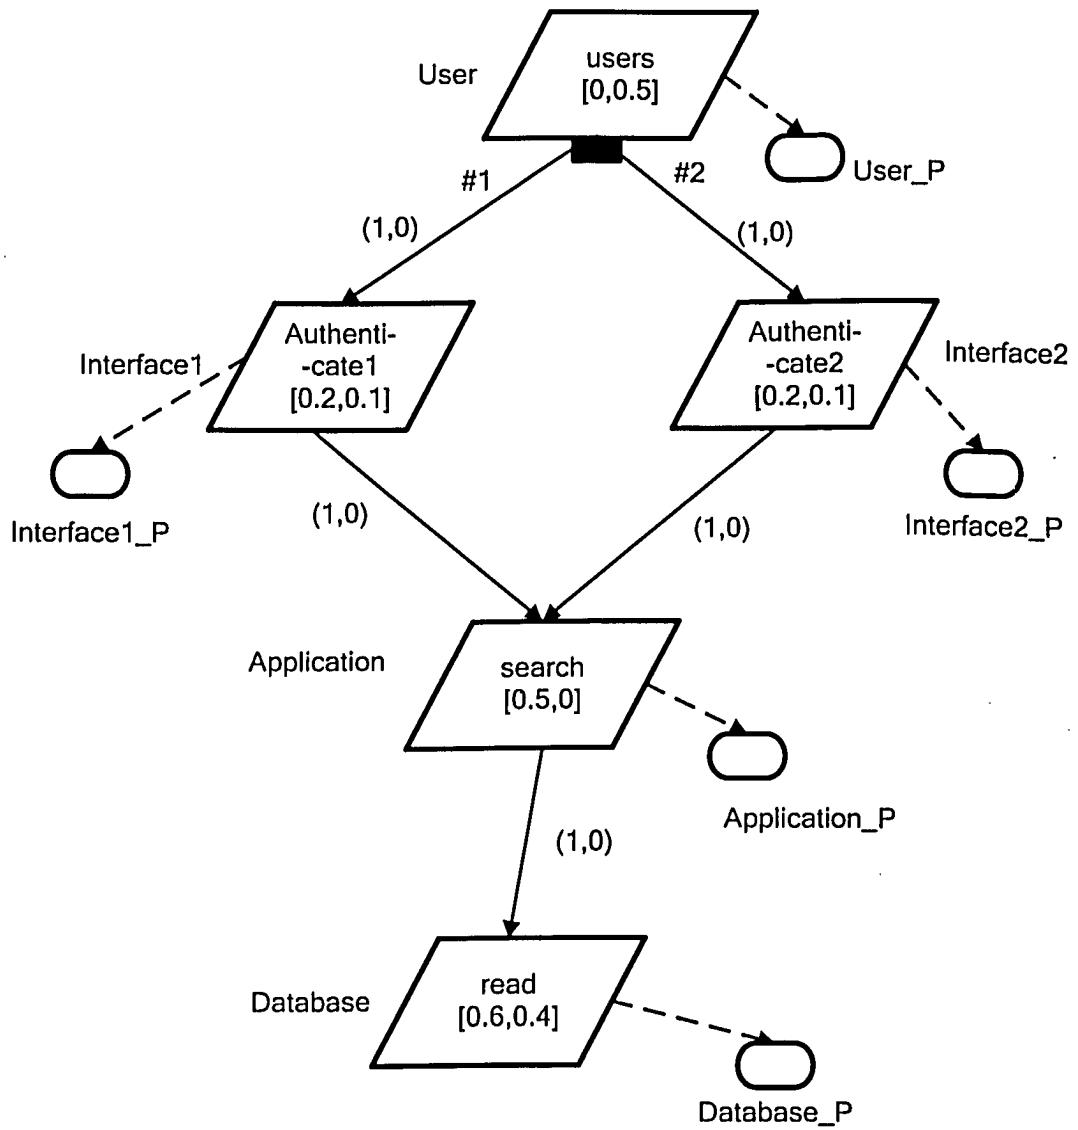 users
User
[0,0.5]
User_P
#1
#2
(1,0)
(1,0)
Authenti-
-cate1
[0.2,0.1]
Interface1
Authenti-
-cate2
[0.2,0.1]
Interface2
Interface1_P
Interface2_P
(1,0)
(1,0)
search
[0.5,0]
Application
Application_P
(1,0)
read
[0.6,0.4]
Database
Database_P